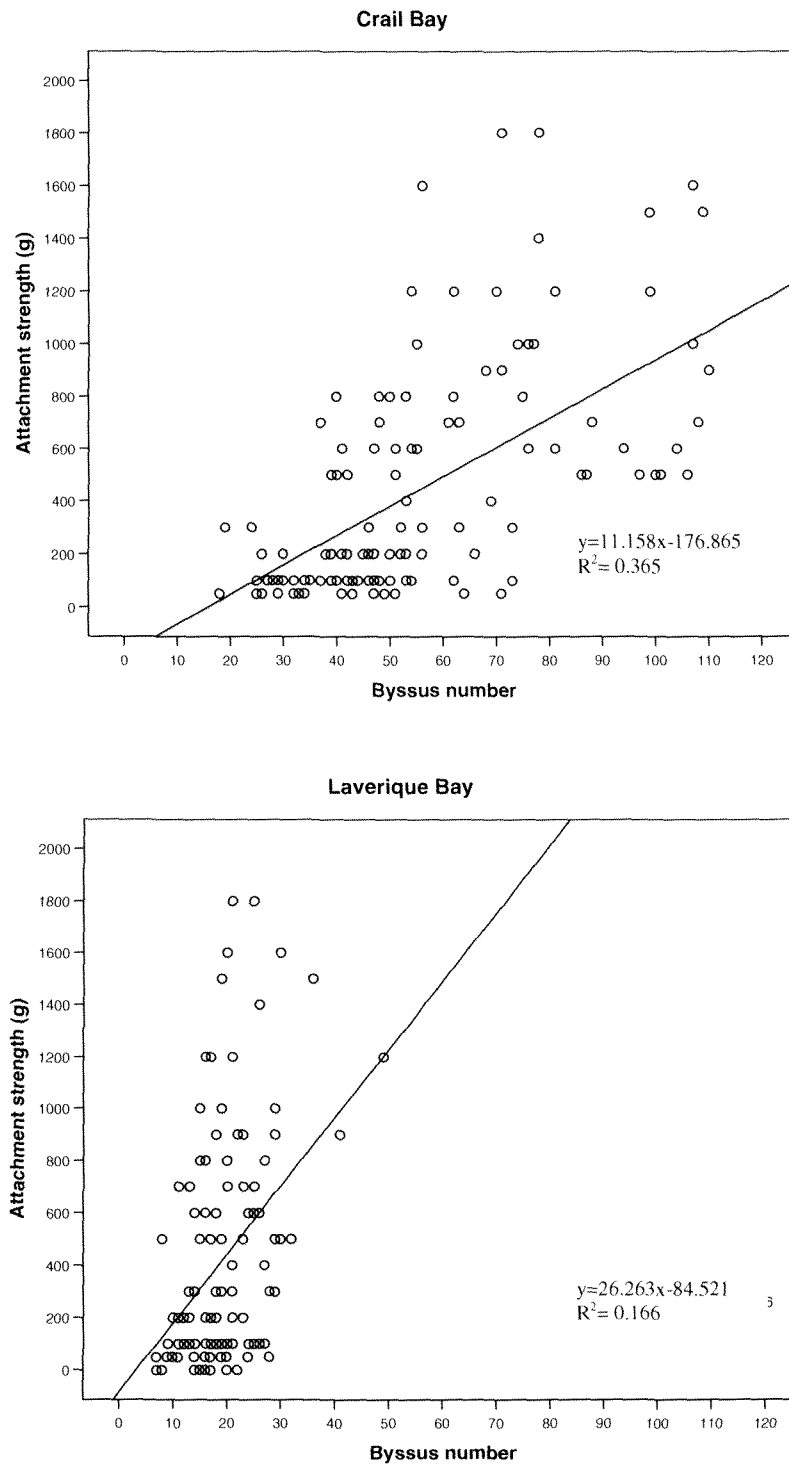 Crail Bay
2000
1800
1600
1400
1200
1000
800
600
400
200
0
Attachment strength (g)
y=11.158x-176.865
R²= 0.365
0 10 20 30 40 50 60 70 80 90 100 110 120
Byssus number
Laverique Bay
2000
1800
1600
1400
1200
1000
800
600
400
200
0
Attachment strength (g)
y=26.263x-84.521
R²= 0.166
0 10 20 30 40 50 60 70 80 90 100 110 120
Byssus number